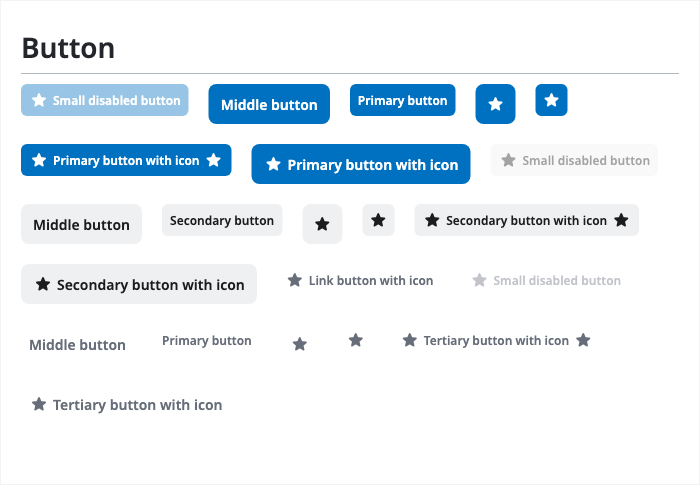 Button
Small disabled button Middle button Primary button
Primary button with icon Primary button with icon Small disabled button
Middle button Secondary button Secondary button with icon
Secondary button with icon Link button with icon Small disabled button
Middle button Primary button Tertiary button with icon
Tertiary button with icon